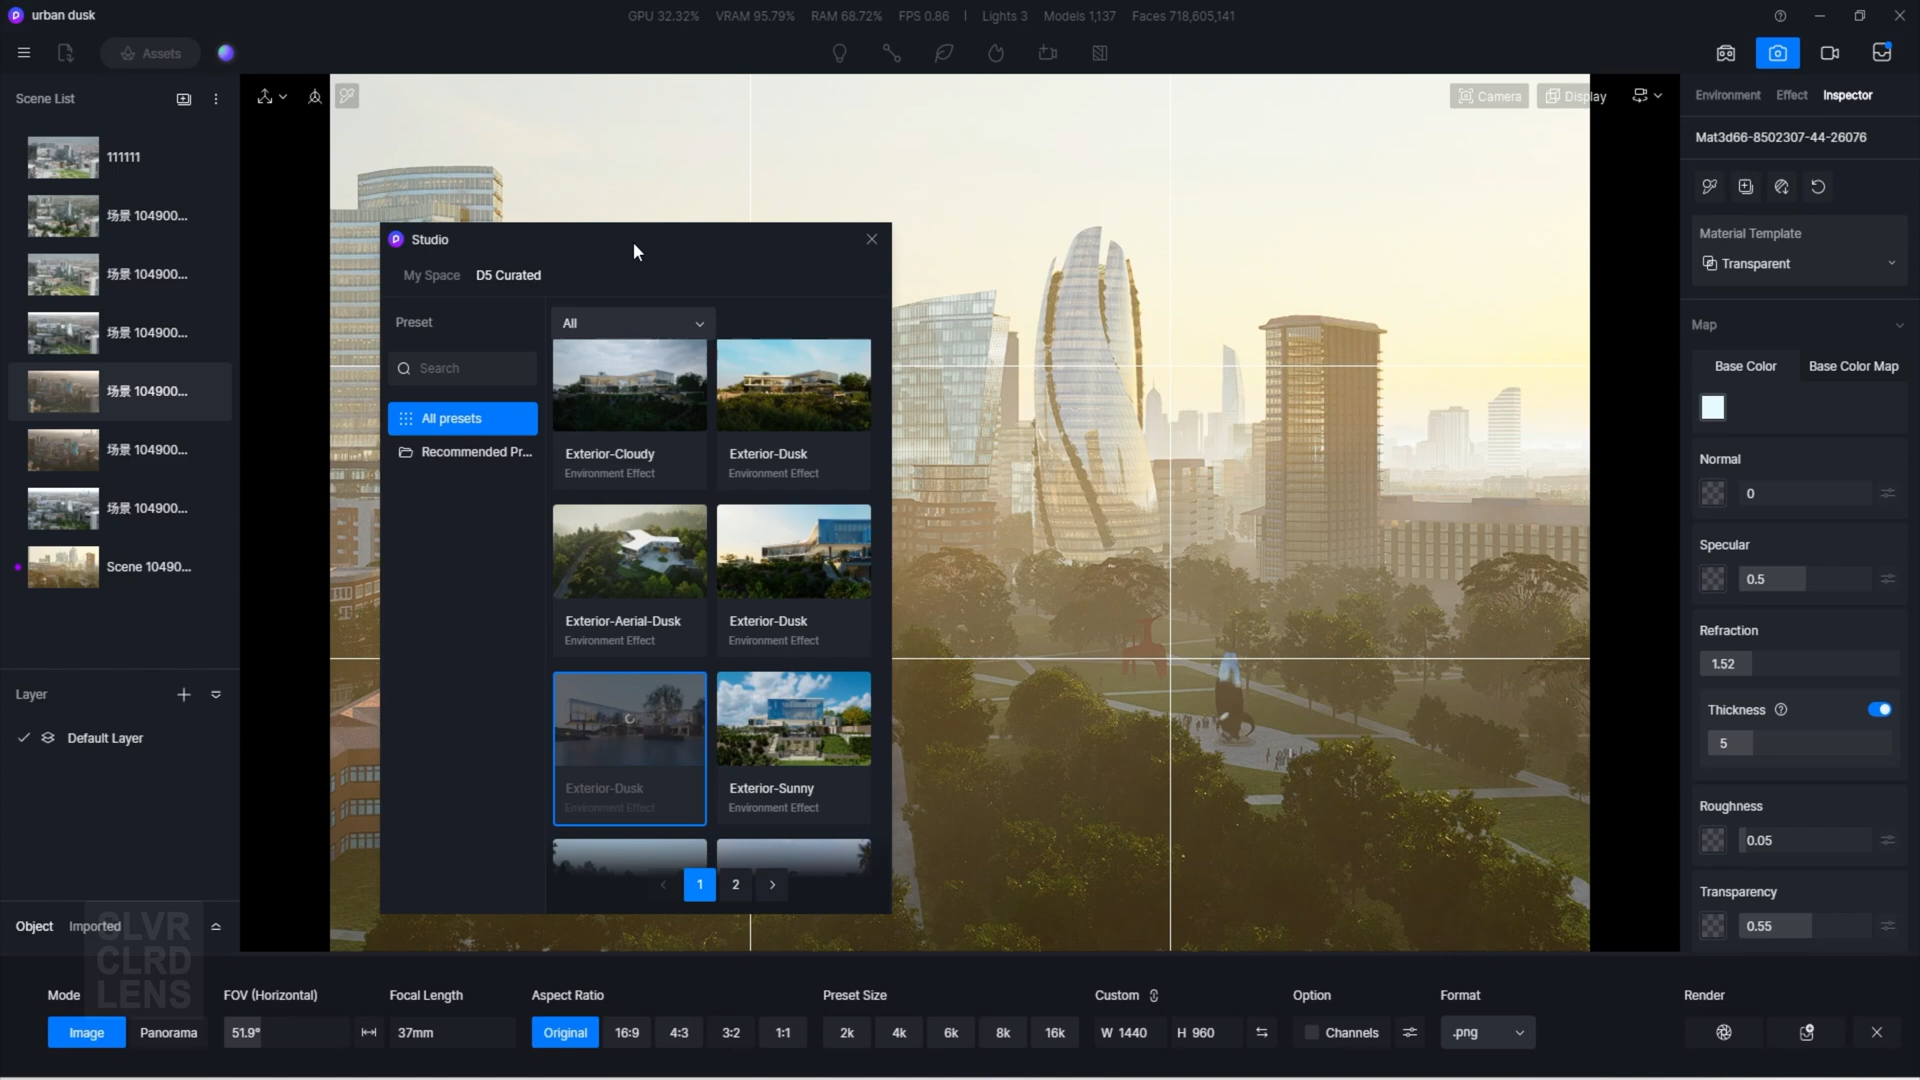 urban dusk
GPU 32.32% VRAM 95.79% RAM 68.72% FPS 0.86 | Lights 3 Models 1,137 Faces 718,605,141
Assets
Scene List
111111
场景 104900...
场景 104900...
场景 104900...
场景 104900...
场景 104900...
场景 104900...
Scene 10490...
Layer
Default Layer
Object Imported
SLVR
CLRD
LENS
Camera
Display
Studio
My Space D5 Curated
Preset
Search
All presets
Recommended Pr...
All
Exterior-Cloudy
Environment Effect
Exterior-Dusk
Environment Effect
Exterior-Aerial-Dusk
Environment Effect
Exterior-Dusk
Environment Effect
Exterior-Dusk
Environment Effect
Exterior-Sunny
Environment Effect
1 2
Environment Effect Inspector
Mat3d66-8502307-44-26076
Material Template
Transparent
Map
Base Color Base Color Map
Normal
0
Specular
0.5
Refraction
1.52
Thickness
5
Roughness
0.05
Transparency
0.55
Mode
Image Panorama
FOV (Horizontal)
51.9°
Focal Length
37mm
Aspect Ratio
Original 16:9 4:3 3:2 1:1
Preset Size
2k 4k 6k 8k 16k
Custom
W 1440 H 960
Option
Channels
Format
.png
Render